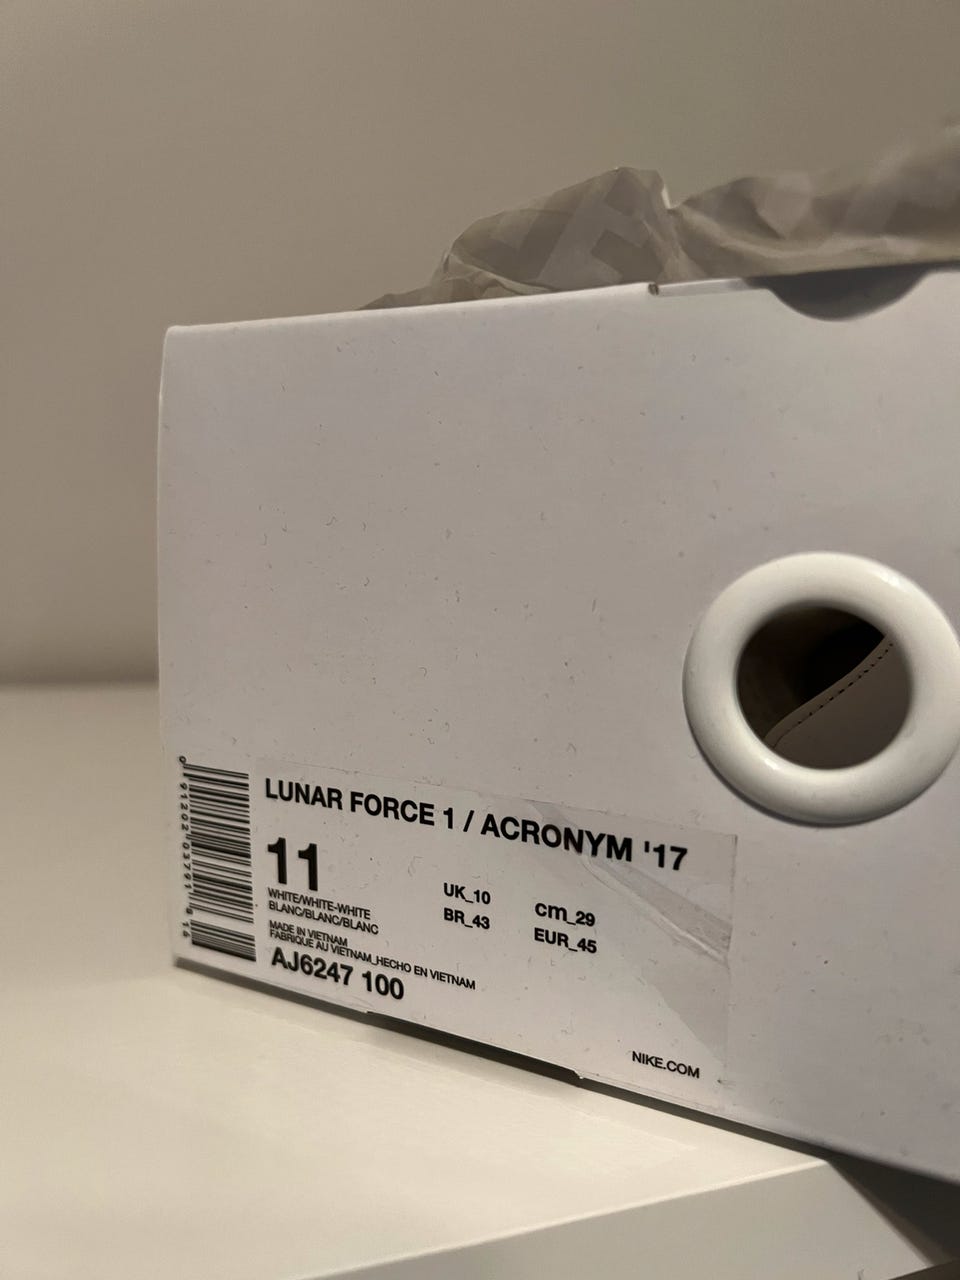 LUNAR FORCE 1 / ACRONYM '17
11
WHITE/WHITE-WHITE
BLANC/BLANC/BLANC
UK_10
cm_29
BR_43
EUR_45
MADE IN VIETNAM
FABRIQUE AU VIETNAM_HECHO EN VIETNAM
AJ6247 100
NIKE.COM